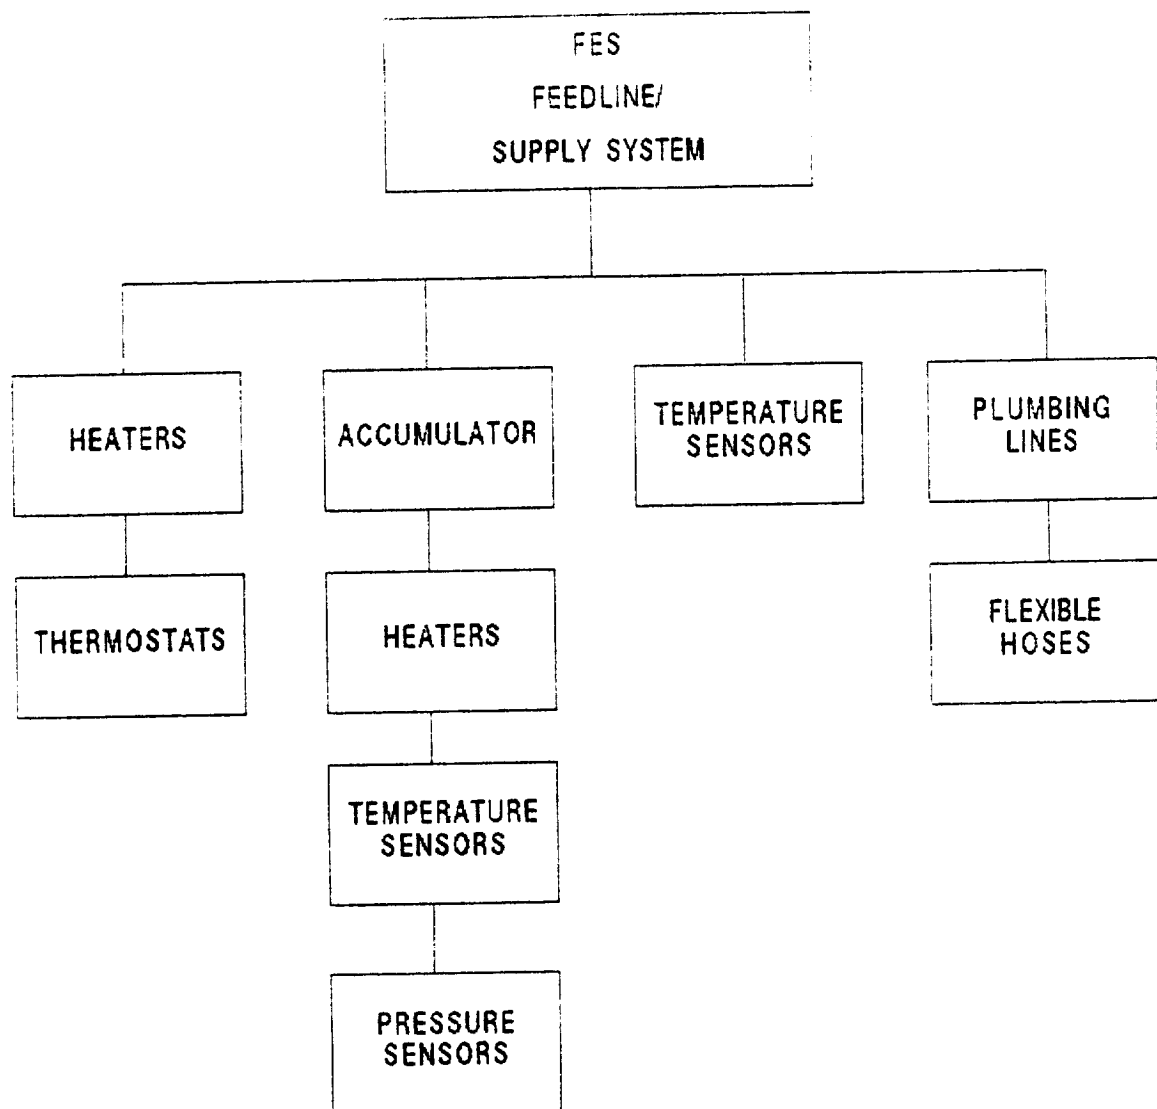 FES
FEEDLINE/
SUPPLY SYSTEM
HEATERS
ACCUMULATOR
TEMPERATURE
SENSORS
PLUMBING
LINES
THERMOSTATS
HEATERS
FLEXIBLE
HOSES
TEMPERATURE
SENSORS
PRESSURE
SENSORS